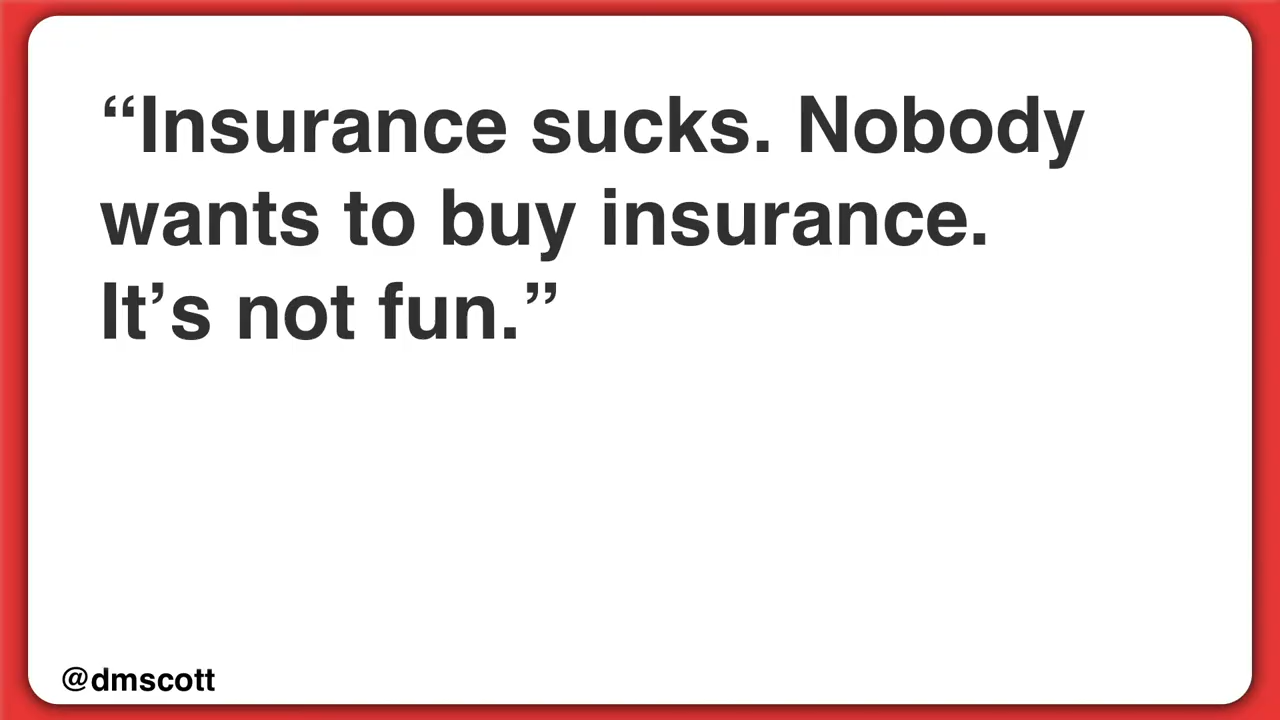 “Insurance sucks. Nobody
wants to buy insurance.
It’s not fun.”
@dmscott